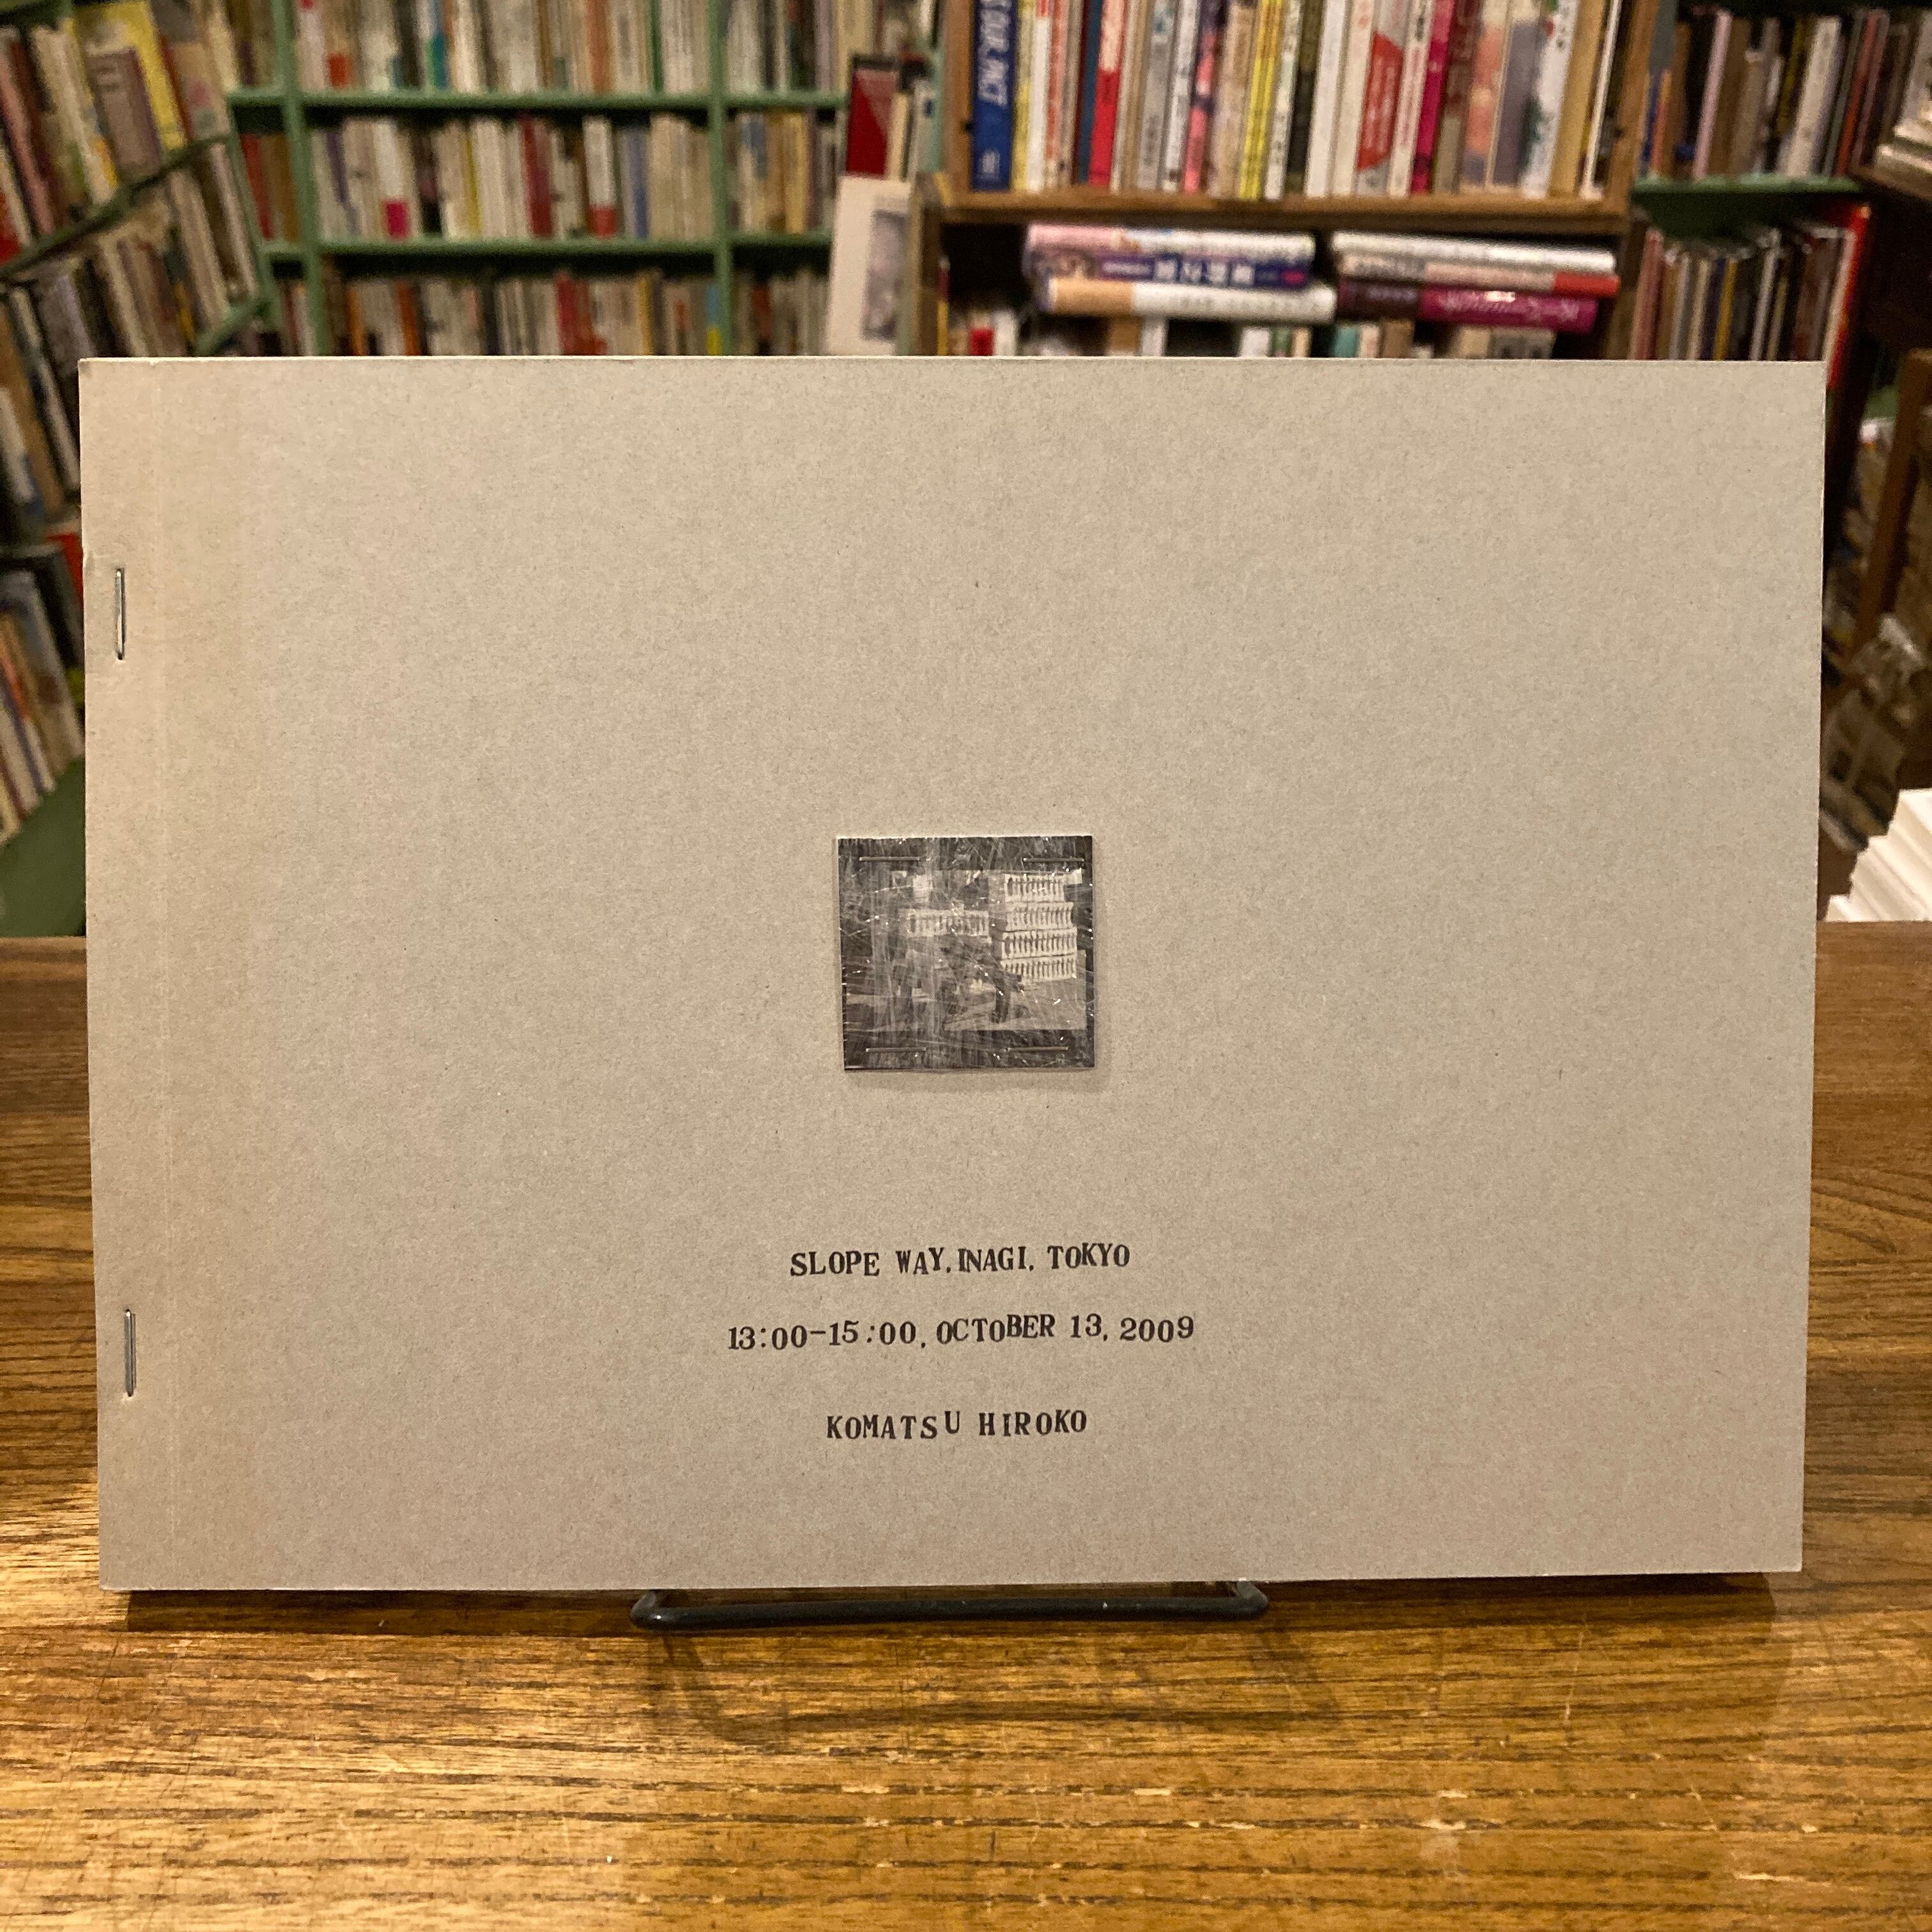 SLOPE WAY, INAGI, TOKYO
13:00-15:00, OCTOBER 13, 2009
KOMATSU HIROKO